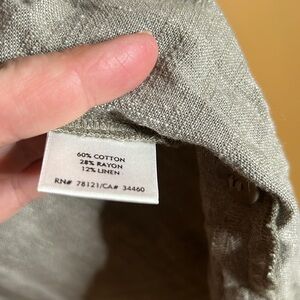 60% COTTON
28% RAYON
12% LINEN
RN# 78121/CA# 34460